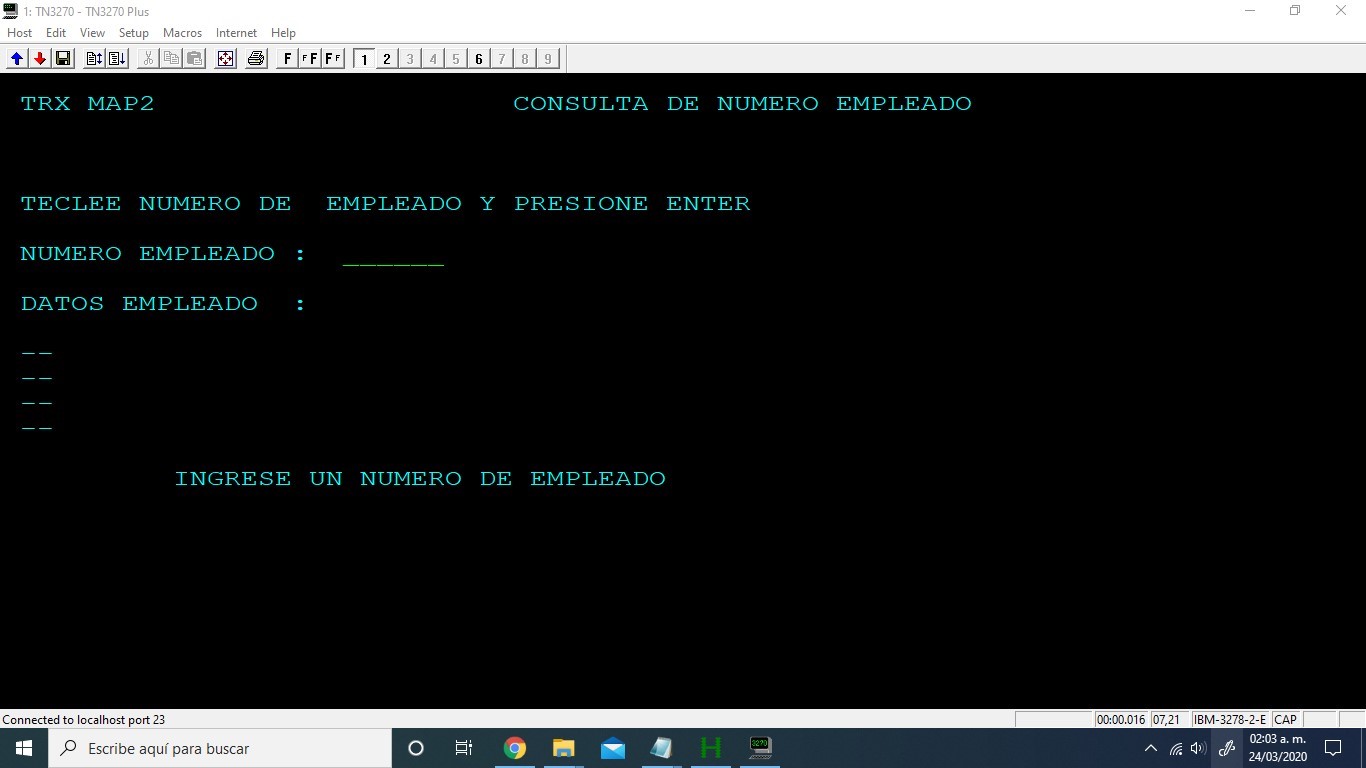 1: TN3270 - TN3270 Plus
Host Edit View Setup Macros Internet Help
F FF FF 1 2 3 4 5 6 7 8 9
TRX MAP2 CONSULTA DE NUMERO EMPLEADO
TECLEE NUMERO DE EMPLEADO Y PRESIONE ENTER
NUMERO EMPLEADO : ______
DATOS EMPLEADO :
--
--
--
--
INGRESE UN NUMERO DE EMPLEADO
Connected to localhost port 23 00:00.016 07,21 IBM-3278-2-E CAP
Escribe aquí para buscar H 3270 02:03 a. m.
24/03/2020